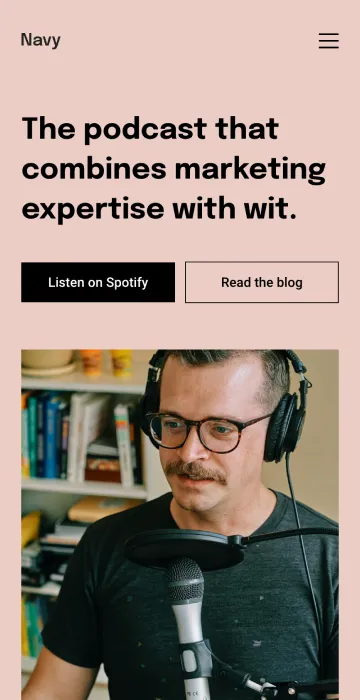 Navy
The podcast that
combines marketing
expertise with wit.
Listen on Spotify
Read the blog